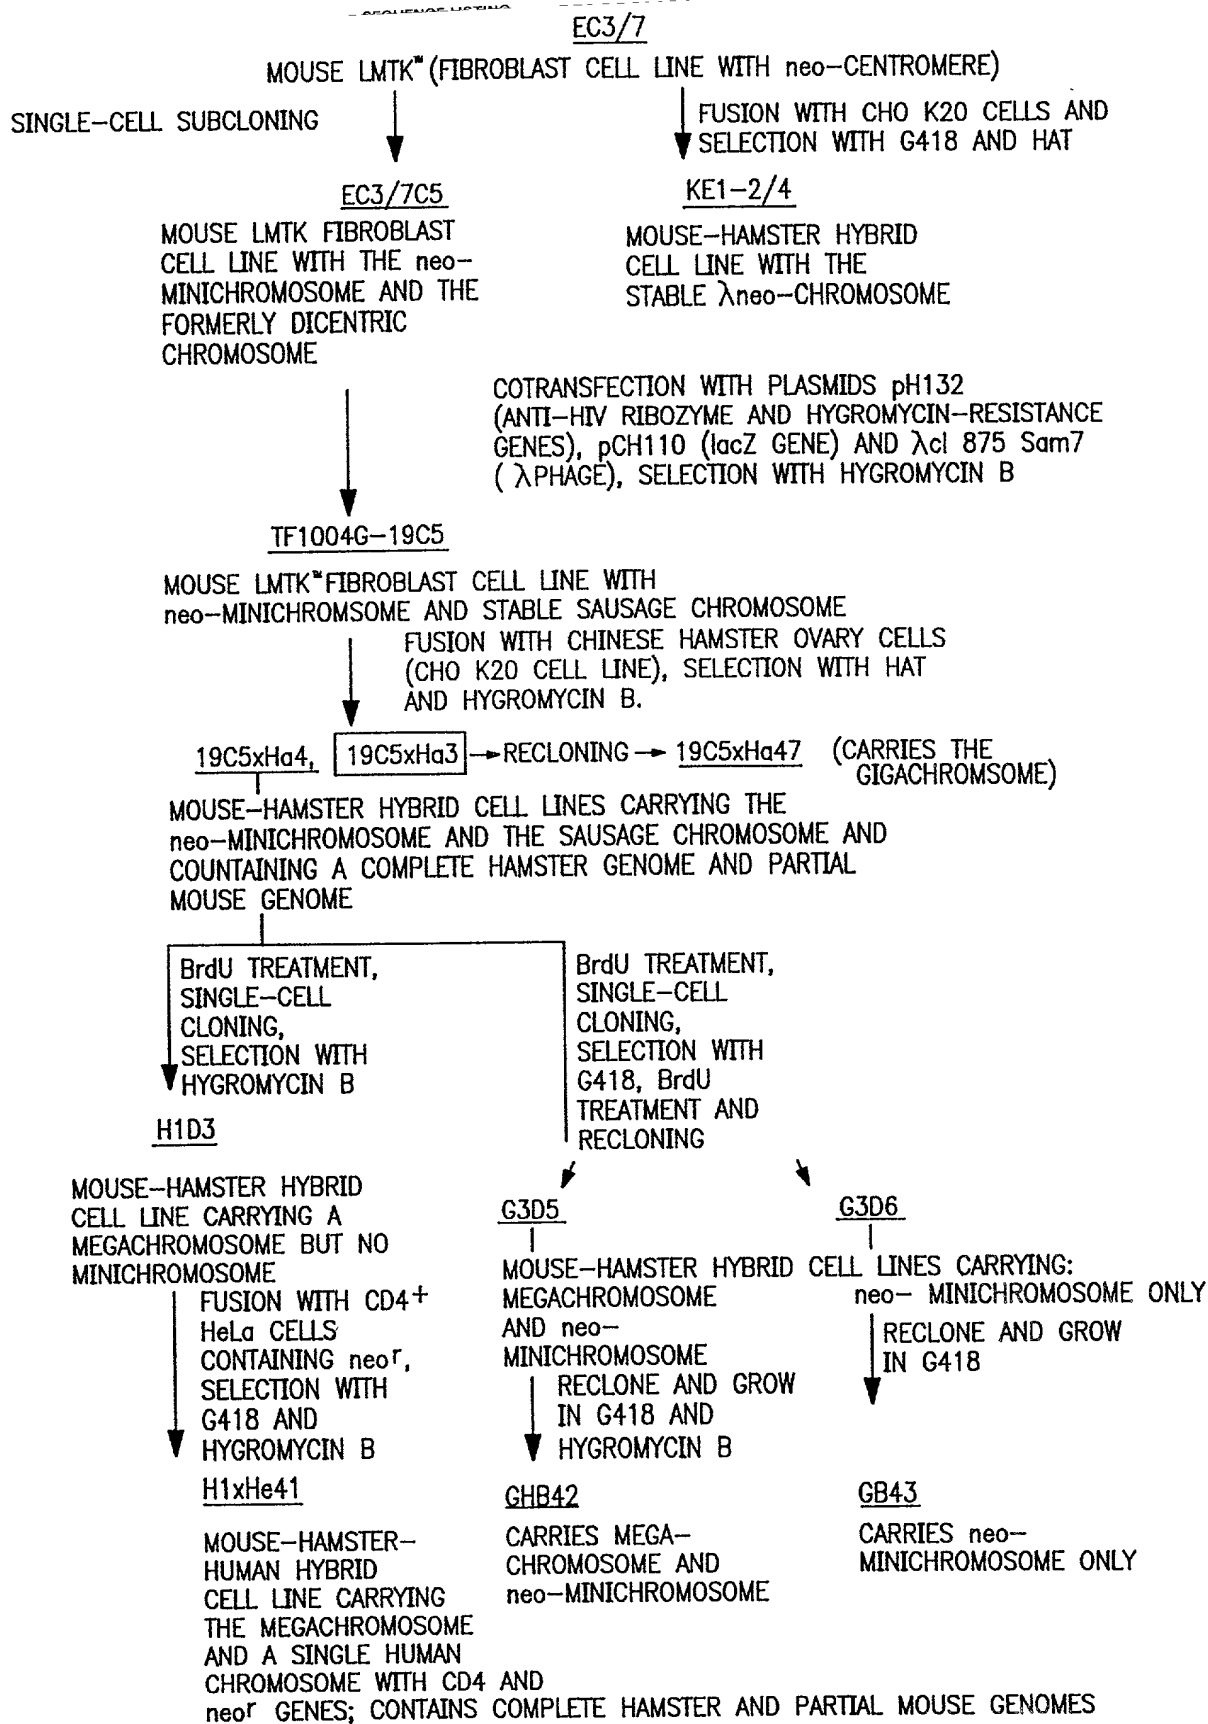 SEQUENCE LISTING
EC3/7
MOUSE LMTK⁻ (FIBROBLAST CELL LINE WITH neo-CENTROMERE)
SINGLE-CELL SUBCLONING
FUSION WITH CHO K20 CELLS AND
SELECTION WITH G418 AND HAT
EC3/7C5
MOUSE LMTK FIBROBLAST
CELL LINE WITH THE neo-
MINICHROMOSOME AND THE
FORMERLY DICENTRIC
CHROMOSOME
KE1-2/4
MOUSE-HAMSTER HYBRID
CELL LINE WITH THE
STABLE λneo-CHROMOSOME
COTRANSFECTION WITH PLASMIDS pH132
(ANTI-HIV RIBOZYME AND HYGROMYCIN-RESISTANCE
GENES), pCH110 (lacZ GENE) AND λcl 875 Sam7
( λPHAGE), SELECTION WITH HYGROMYCIN B
TF1004G-19C5
MOUSE LMTK⁻FIBROBLAST CELL LINE WITH
neo-MINICHROMSOME AND STABLE SAUSAGE CHROMOSOME
FUSION WITH CHINESE HAMSTER OVARY CELLS
(CHO K20 CELL LINE), SELECTION WITH HAT
AND HYGROMYCIN B.
19C5xHa4, 19C5xHa3 → RECLONING → 19C5xHa47 (CARRIES THE
GIGACHROMSOME)
MOUSE-HAMSTER HYBRID CELL LINES CARRYING THE
neo-MINICHROMOSOME AND THE SAUSAGE CHROMOSOME AND
COUNTAINING A COMPLETE HAMSTER GENOME AND PARTIAL
MOUSE GENOME
BrdU TREATMENT,
SINGLE-CELL
CLONING,
SELECTION WITH
HYGROMYCIN B
BrdU TREATMENT,
SINGLE-CELL
CLONING,
SELECTION WITH
G418, BrdU
TREATMENT AND
RECLONING
H1D3
MOUSE-HAMSTER HYBRID
CELL LINE CARRYING A
MEGACHROMOSOME BUT NO
MINICHROMOSOME
G3D5
G3D6
MOUSE-HAMSTER HYBRID CELL LINES CARRYING:
MEGACHROMOSOME
AND neo-
MINICHROMOSOME
neo- MINICHROMOSOME ONLY
FUSION WITH CD4+
HeLa CELLS
CONTAINING neoʳ,
SELECTION WITH
G418 AND
HYGROMYCIN B
RECLONE AND GROW
IN G418 AND
HYGROMYCIN B
RECLONE AND GROW
IN G418
H1xHe41
MOUSE-HAMSTER-
HUMAN HYBRID
CELL LINE CARRYING
THE MEGACHROMOSOME
AND A SINGLE HUMAN
CHROMOSOME WITH CD4 AND
neoʳ GENES; CONTAINS COMPLETE HAMSTER AND PARTIAL MOUSE GENOMES
GHB42
CARRIES MEGA-
CHROMOSOME AND
neo-MINICHROMOSOME
GB43
CARRIES neo-
MINICHROMOSOME ONLY